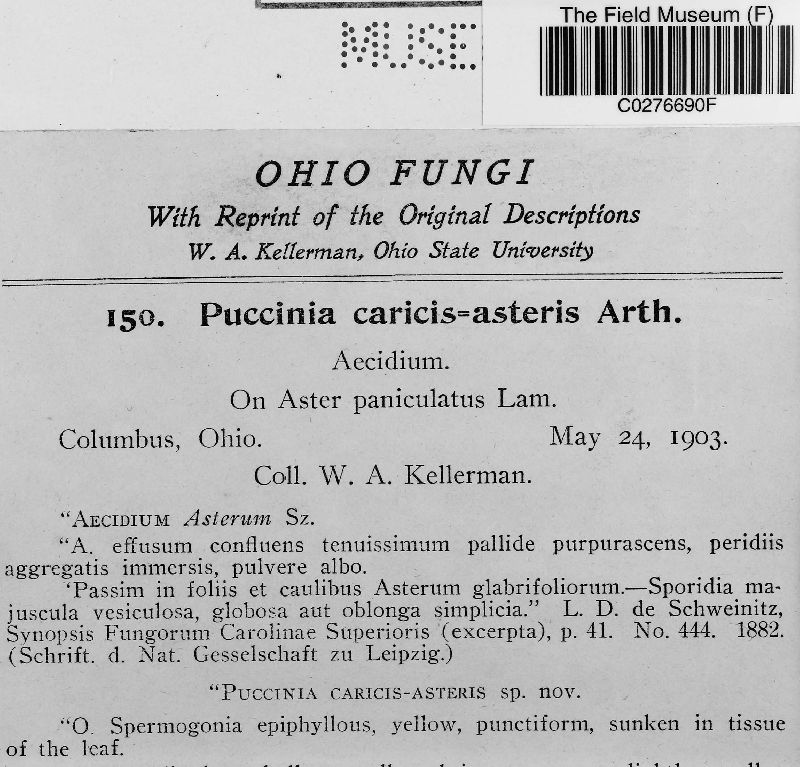 MUSE
The Field Museum (F)
C0276690F
OHIO FUNGI
With Reprint of the Original Descriptions
W. A. Kellerman, Ohio State University
150. Puccinia caricis=asteris Arth.
Aecidium.
On Aster paniculatus Lam.
Columbus, Ohio. May 24, 1903.
Coll. W. A. Kellerman.
“AECIDIUM Asterum Sz.
“A. effusum confluens tenuissimum pallide purpurascens, peridiis
aggregatis immersis, pulvere albo.
‘Passim in foliis et caulibus Asterum glabrifoliorum.—Sporidia ma-
juscula vesiculosa, globosa aut oblonga simplicia.” L. D. de Schweinitz,
Synopsis Fungorum Carolinae Superioris (excerpta), p. 41. No. 444. 1882.
(Schrift. d. Nat. Gesselschaft zu Leipzig.)
“PUCCINIA CARICIS-ASTERIS sp. nov.
“O. Spermogonia epiphyllous, yellow, punctiform, sunken in tissue
of the leaf.